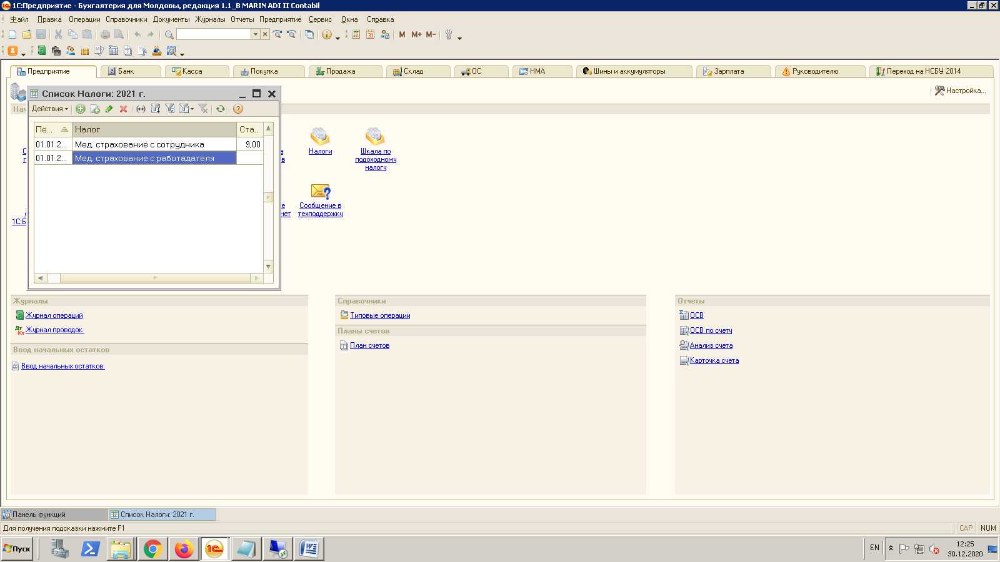 1С:Предприятие - Бухгалтерия для Молдовы, редакция 1.1_B MARIN ADI II Contabil
Файл Правка Операции Справочники Документы Журналы Отчеты Предприятие Сервис Окна Справка
M M+ M-
Предприятие Банк Касса Покупка Продажа Склад ОС НМА Шины и аккумуляторы Зарплата Руководителю Переход на НСБУ 2014
Список Налоги: 2021 г.
Настройка...
Действия
Пе... Налог Ста...
01.01.2... Мед. страхование с сотрудника 9,00
01.01.2... Мед. страхование с работадателя
Налоги
Шкала по
подоходному
налогу
Сообщение в
техподдержку
1С:Б
нет
Журналы
Журнал операций
Журнал проводок
Ввод начальных остатков
Ввод начальных остатков
Справочники
Типовые операции
Планы счетов
План счетов
Отчеты
ОСВ
ОСВ по счету
Анализ счета
Карточка счета
Панель функций Список Налоги: 2021 г.
Для получения подсказки нажмите F1
CAP NUM
Пуск
EN
12:25
30.12.2020